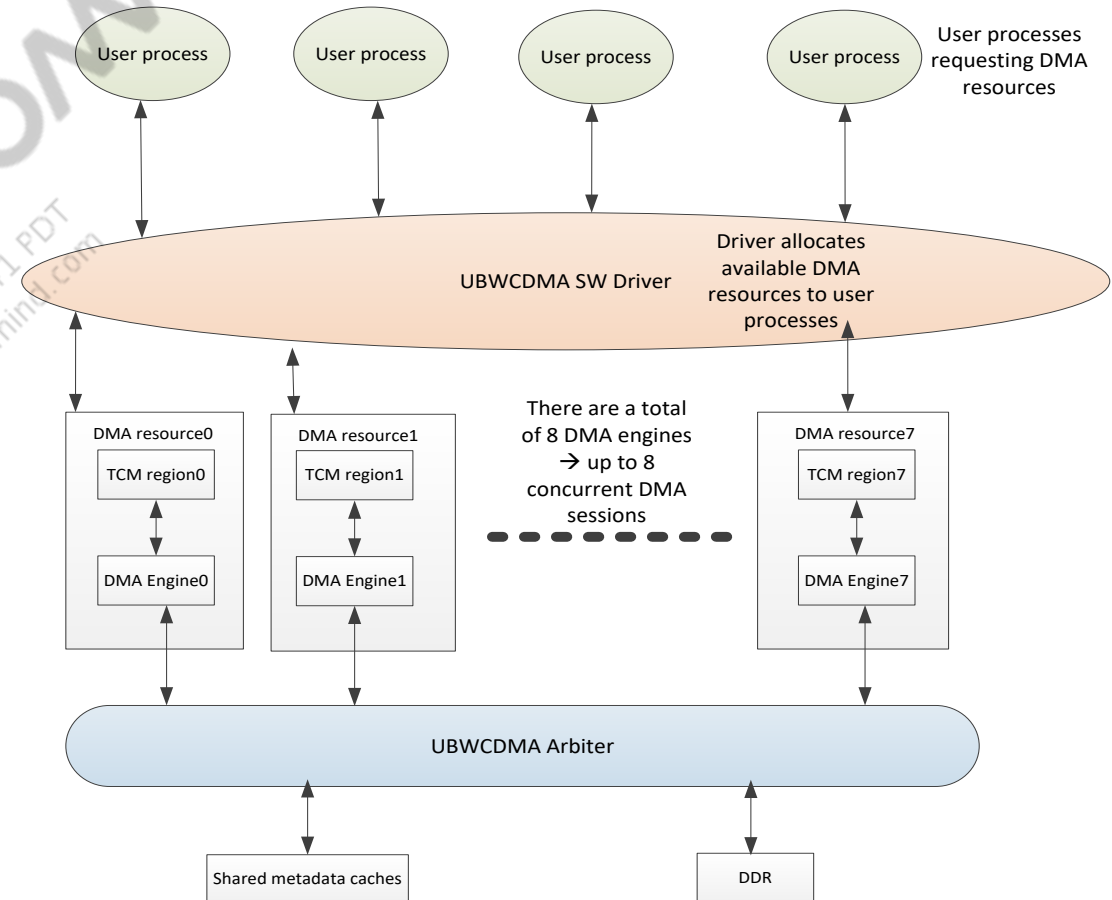 User process
User process
User process
User process
User processes
requesting DMA
resources
UBWCDMA SW Driver
Driver allocates
available DMA
resources to user
processes
DMA resource0
TCM region0
DMA Engine0
DMA resource1
TCM region1
DMA Engine1
There are a total
of 8 DMA engines
→ up to 8
concurrent DMA
sessions
DMA resource7
TCM region7
DMA Engine7
UBWCDMA Arbiter
Shared metadata caches
DDR
PDT
.com